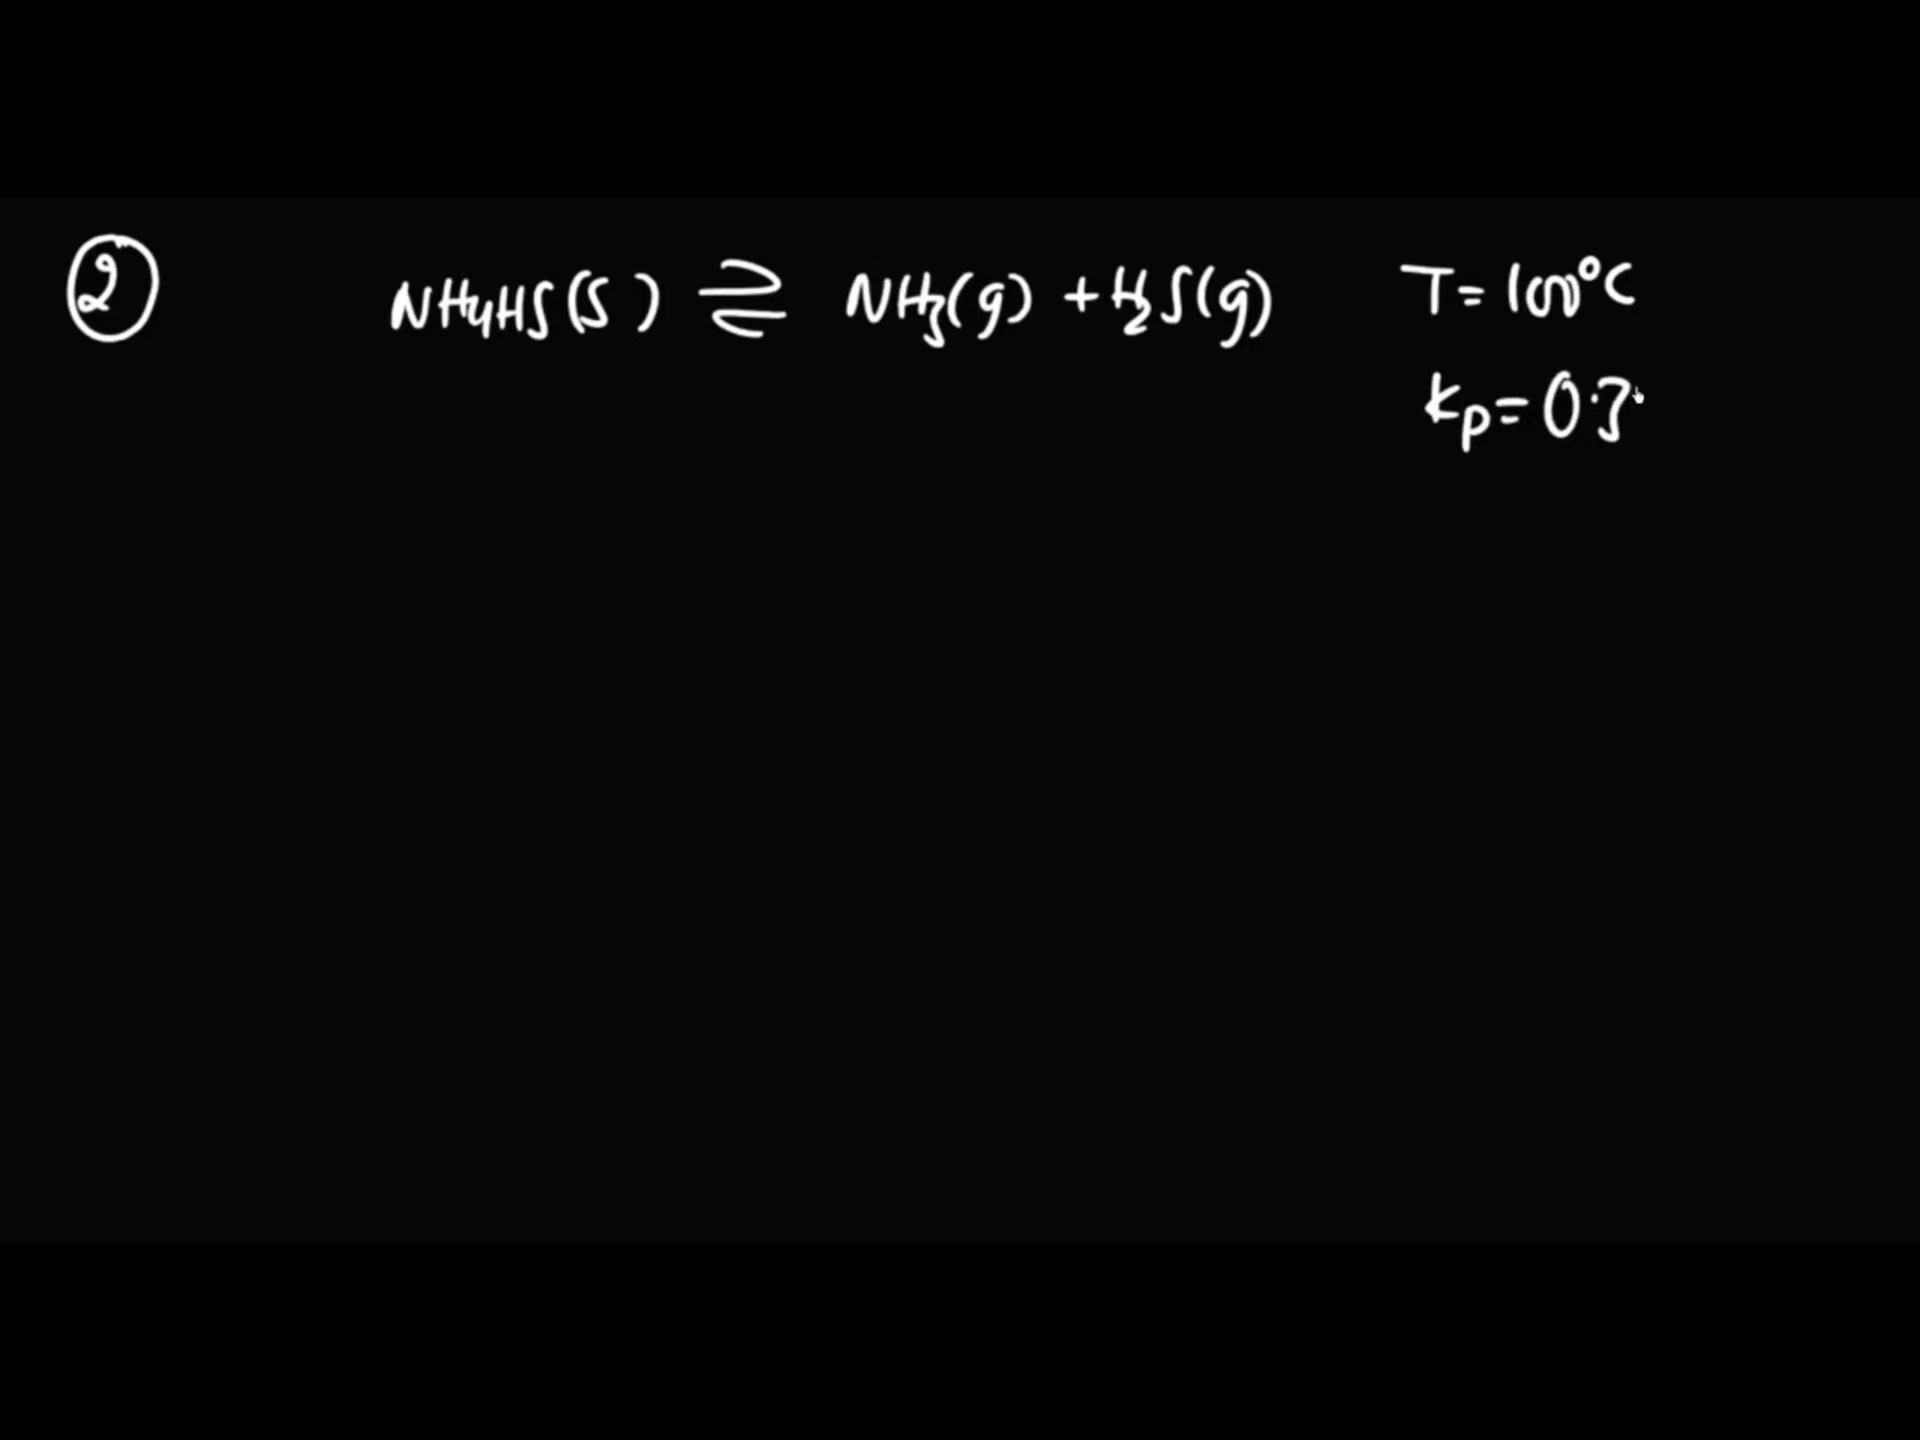 ② NH4HS(s) ⇌ NH3(g) + H2S(g) T = 100°C
Kp = 0.3